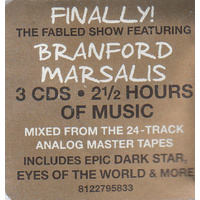 FINALLY!
THE FABLED SHOW FEATURING
BRANFORD
MARSALIS
3 CDS • 2½ HOURS
OF MUSIC
MIXED FROM THE 24-TRACK
ANALOG MASTER TAPES
INCLUDES EPIC DARK STAR,
EYES OF THE WORLD & MORE
8122795833